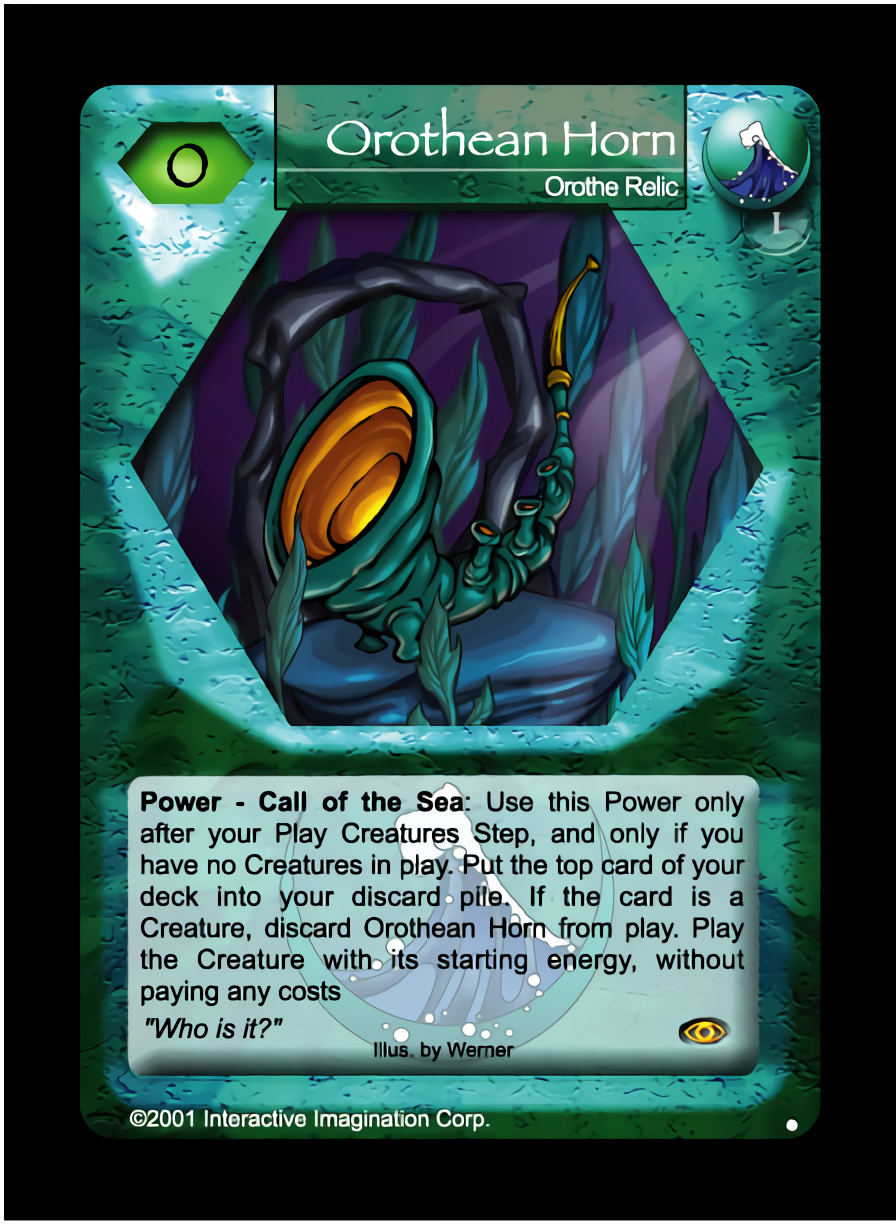 0
Orothean Horn
Orothe Relic
I
Power - Call of the Sea: Use this Power only
after your Play Creatures Step, and only if you
have no Creatures in play. Put the top card of your
deck into your discard pile. If the card is a
Creature, discard Orothean Horn from play. Play
the Creature with its starting energy, without
paying any costs
"Who is it?"
Illus. by Werner
©2001 Interactive Imagination Corp.